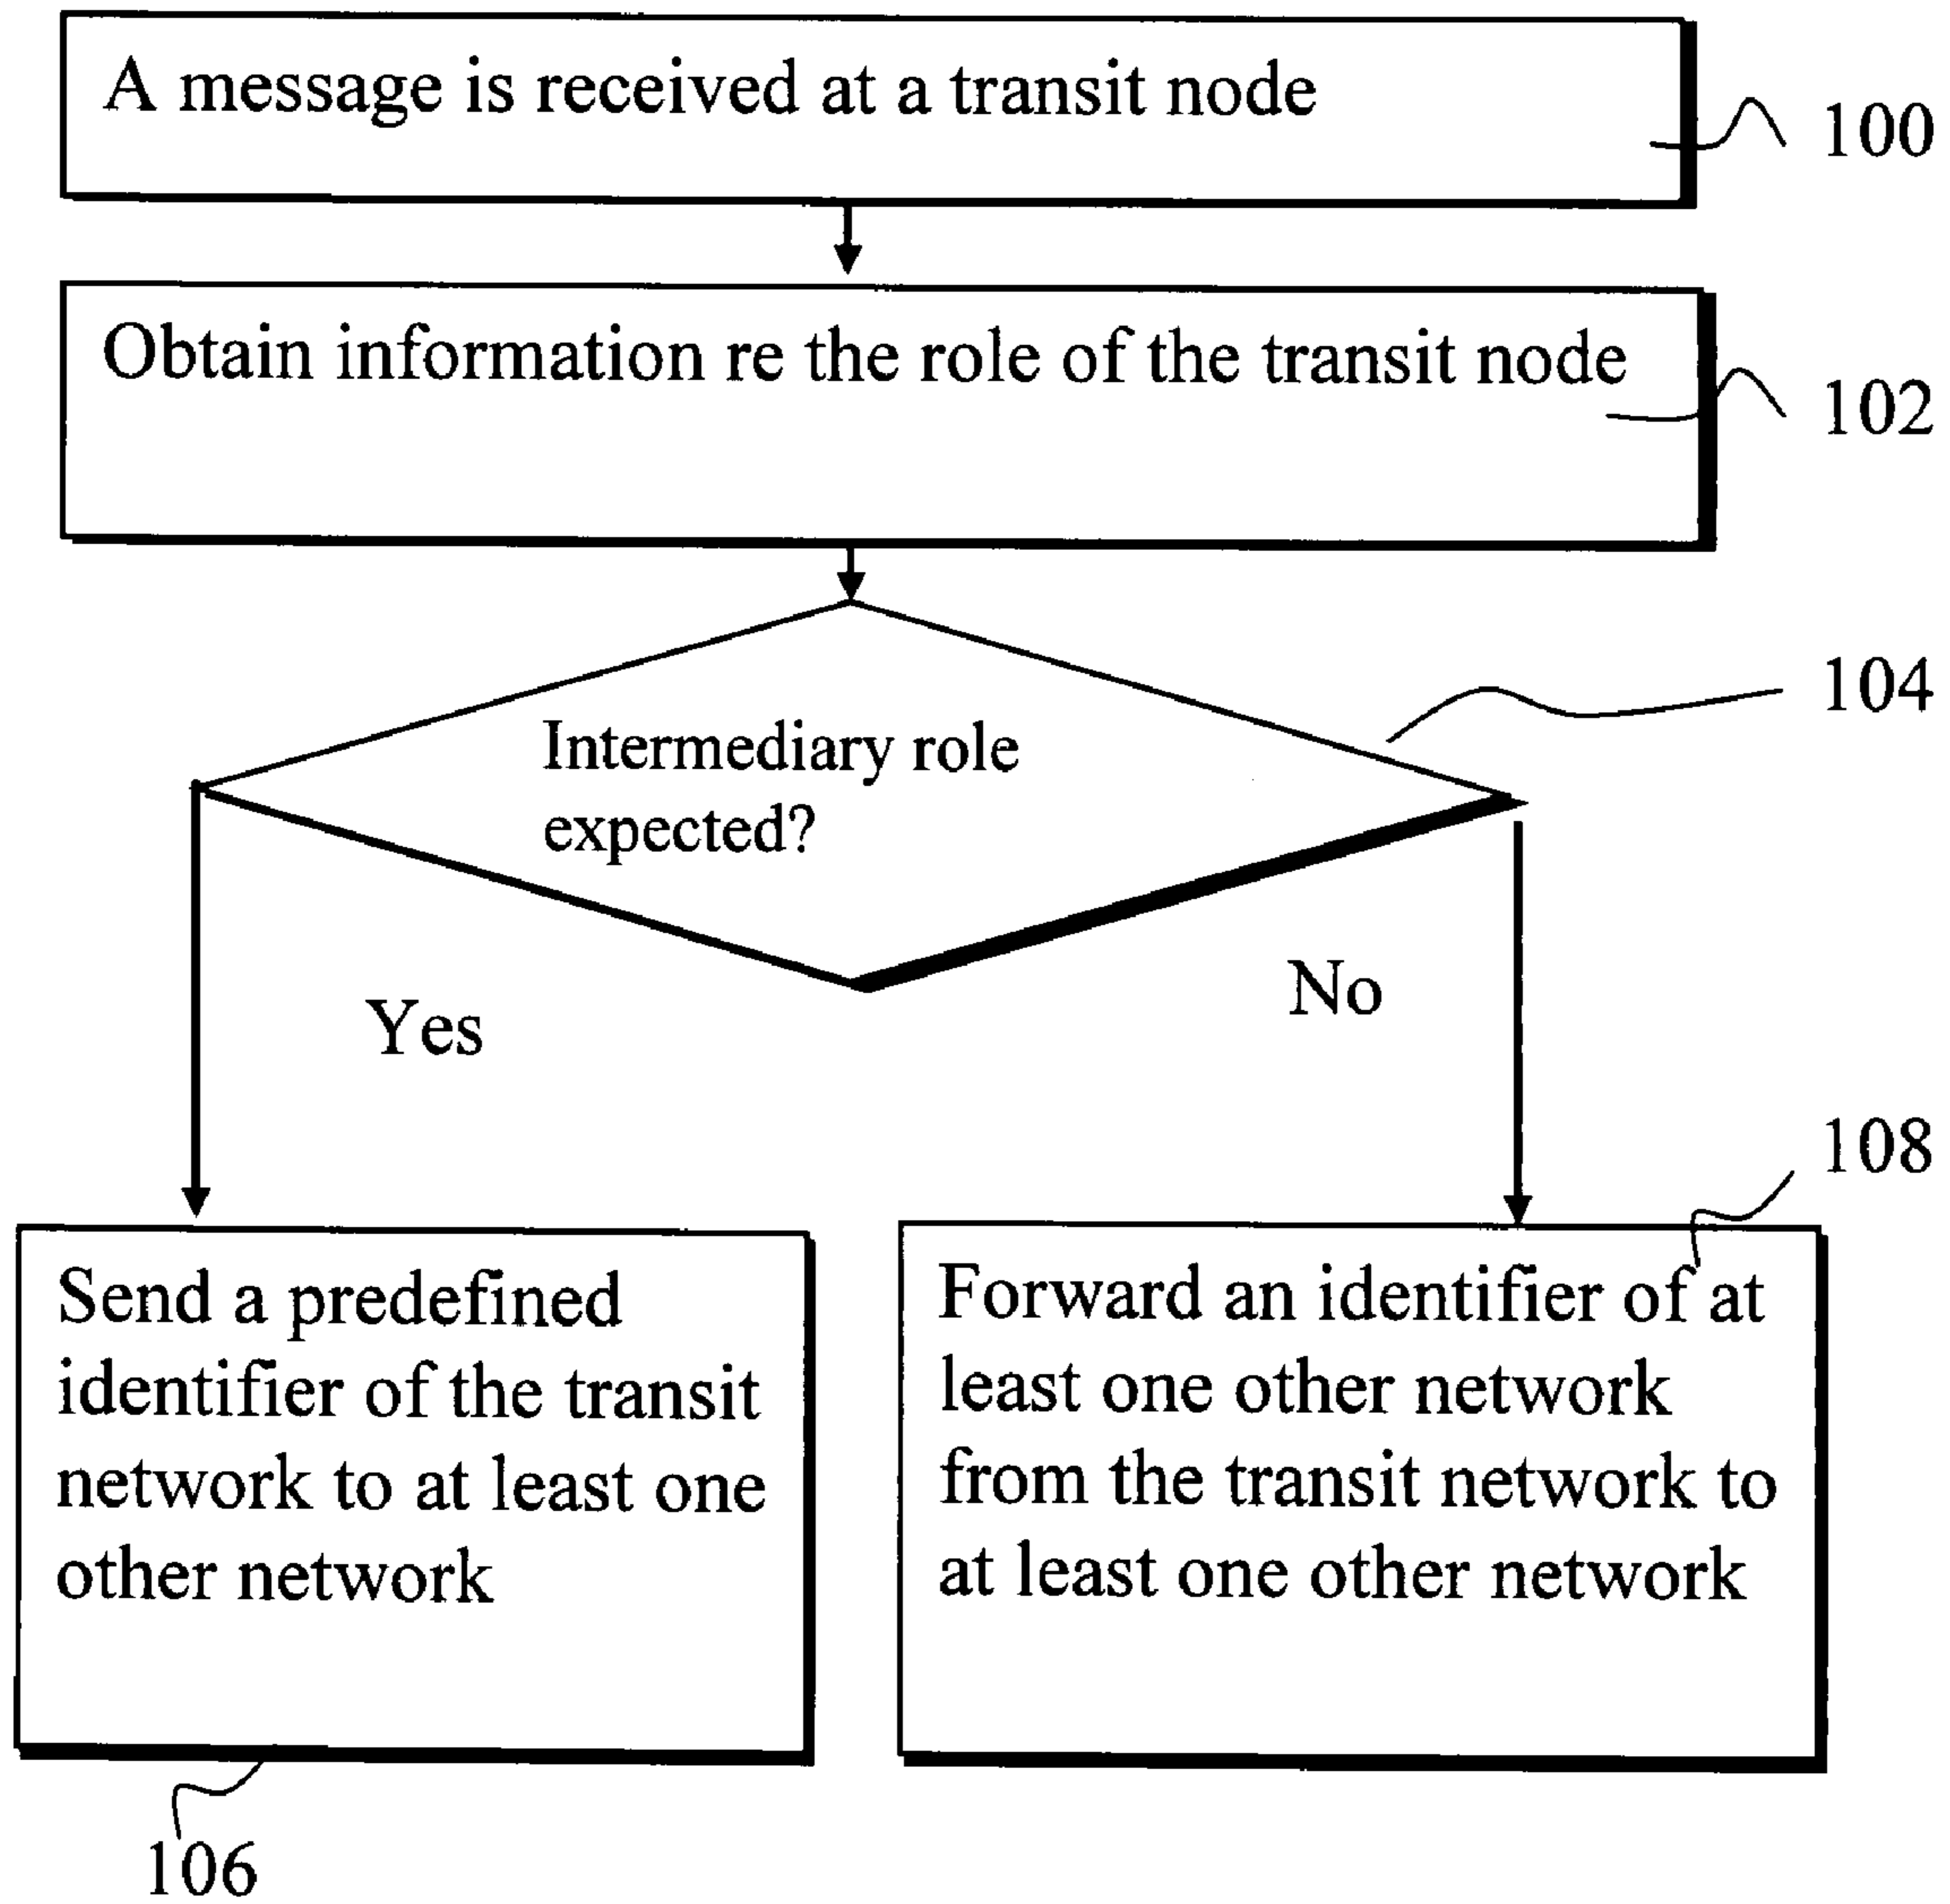 A message is received at a transit node
100
Obtain information re the role of the transit node
102
104
Intermediary role
expected?
Yes
No
108
Send a predefined
identifier of the transit
network to at least one
other network
Forward an identifier of at
least one other network
from the transit network to
at least one other network
106